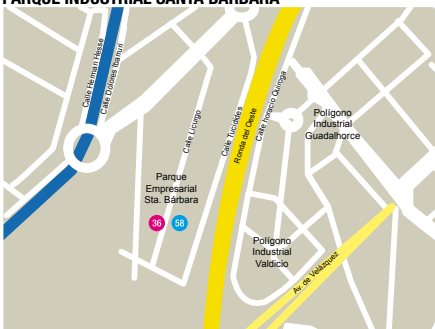 PARQUE INDUSTRIAL SANTA BÁRBARA
Calle Herman Hesse
Calle Dolores Ibarruri
Calle Licurgo
Calle Tucídides
Ronda del Oeste
Calle Horacio Quiroga
Polígono
Industrial
Guadalhorce
Parque
Empresarial
Sta. Bárbara
36 58
Polígono
Industrial
Valdicio
Av. de Velázquez